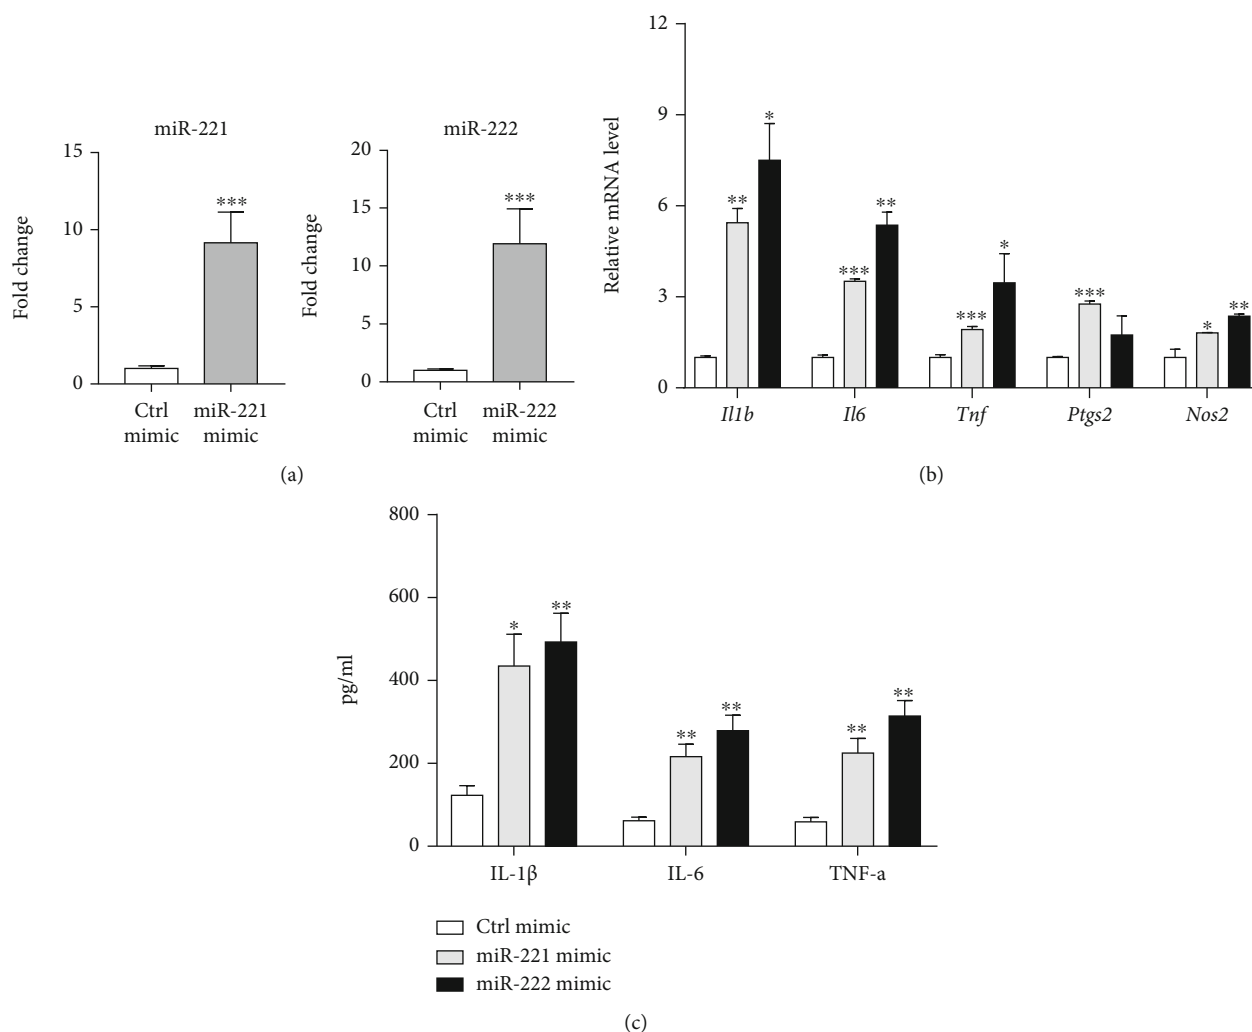 miR-221
15
10
5
0
Fold change
***
Ctrl mimic
miR-221 mimic
miR-222
20
15
10
5
0
Fold change
***
Ctrl mimic
miR-222 mimic
(a)
12
9
6
3
0
Relative mRNA level
** *
*** **
*** *
***
* **
Il1b Il6 Tnf Ptgs2 Nos2
(b)
800
600
400
200
0
pg/ml
* **
** **
** **
IL-1β IL-6 TNF-a
Ctrl mimic
miR-221 mimic
miR-222 mimic
(c)